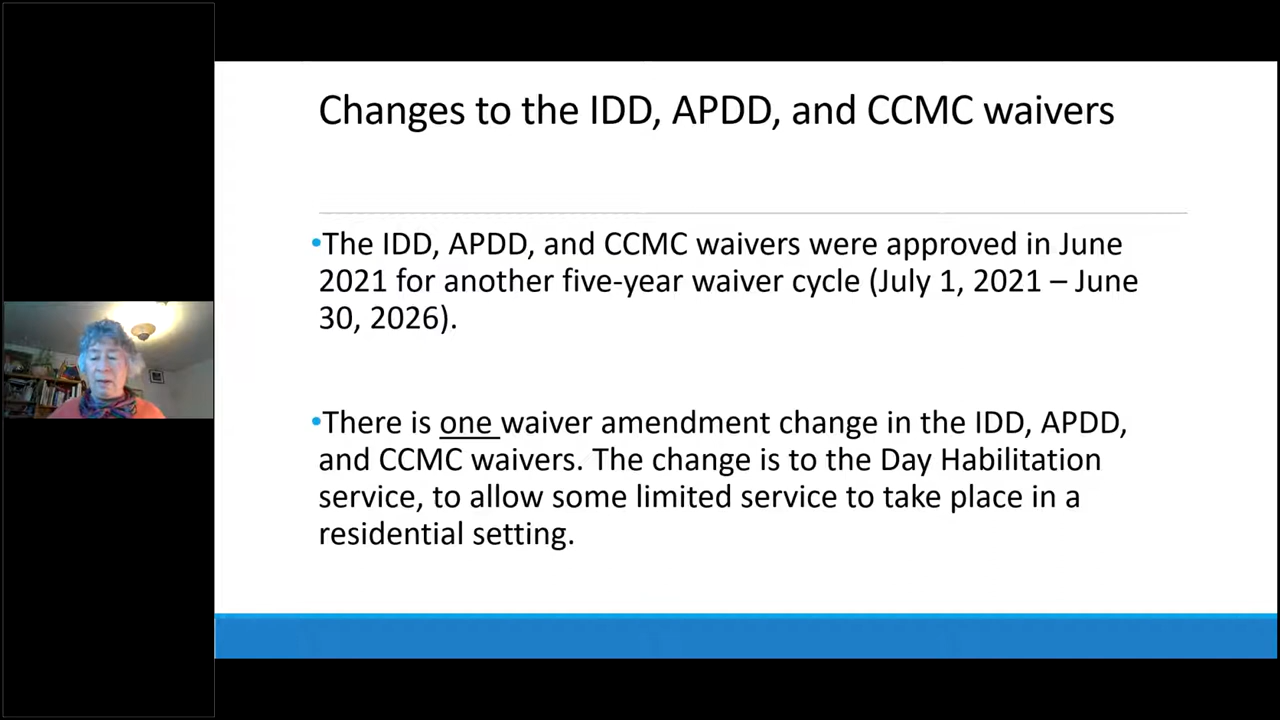 Changes to the IDD, APDD, and CCMC waivers
•The IDD, APDD, and CCMC waivers were approved in June
2021 for another five-year waiver cycle (July 1, 2021 – June
30, 2026).
•There is one waiver amendment change in the IDD, APDD,
and CCMC waivers. The change is to the Day Habilitation
service, to allow some limited service to take place in a
residential setting.